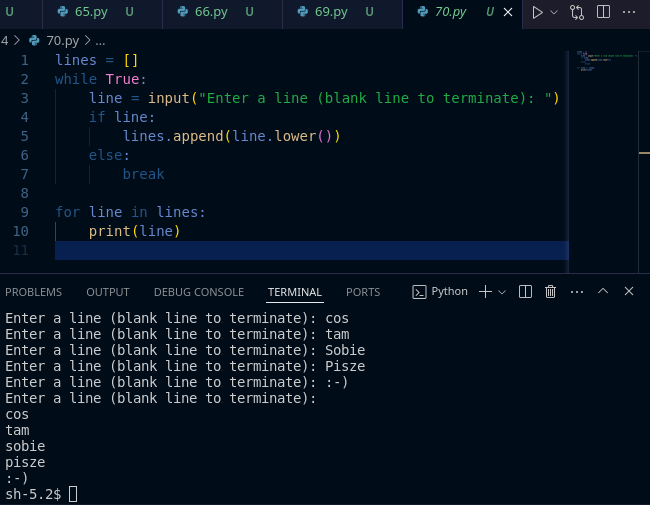 U 65.py U 66.py U 69.py U 70.py U
4 > 70.py > ...
1 lines = []
2 while True:
3     line = input("Enter a line (blank line to terminate): ")
4     if line:
5         lines.append(line.lower())
6     else:
7         break
8
9 for line in lines:
10     print(line)
11
PROBLEMS OUTPUT DEBUG CONSOLE TERMINAL PORTS Python
Enter a line (blank line to terminate): cos
Enter a line (blank line to terminate): tam
Enter a line (blank line to terminate): Sobie
Enter a line (blank line to terminate): Pisze
Enter a line (blank line to terminate): :-)
Enter a line (blank line to terminate):
cos
tam
sobie
pisze
:-)
sh-5.2$